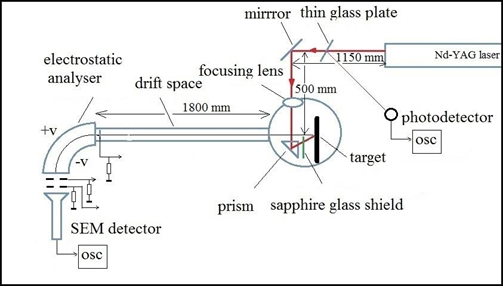 mirrror
thin glass plate
Nd-YAG laser
1150 mm
electrostatic
analyser
focusing lens
500 mm
drift space
1800 mm
photodetector
osc
+v
-v
target
prism
sapphire glass shield
SEM detector
osc